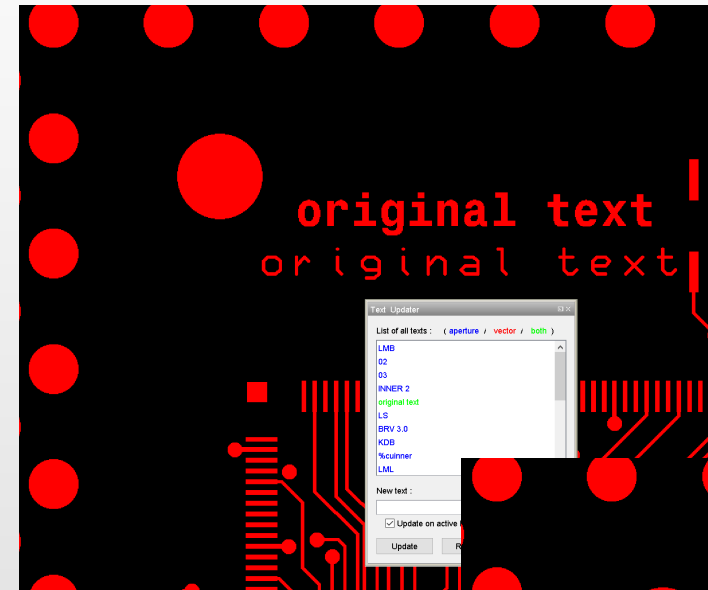 original text
original text
Text Updater
List of all texts : ( aperture / vector / both )
LMB
02
03
INNER 2
original text
LS
BRV 3.0
KDB
%cuinner
LML
New text :
Update on active
Update